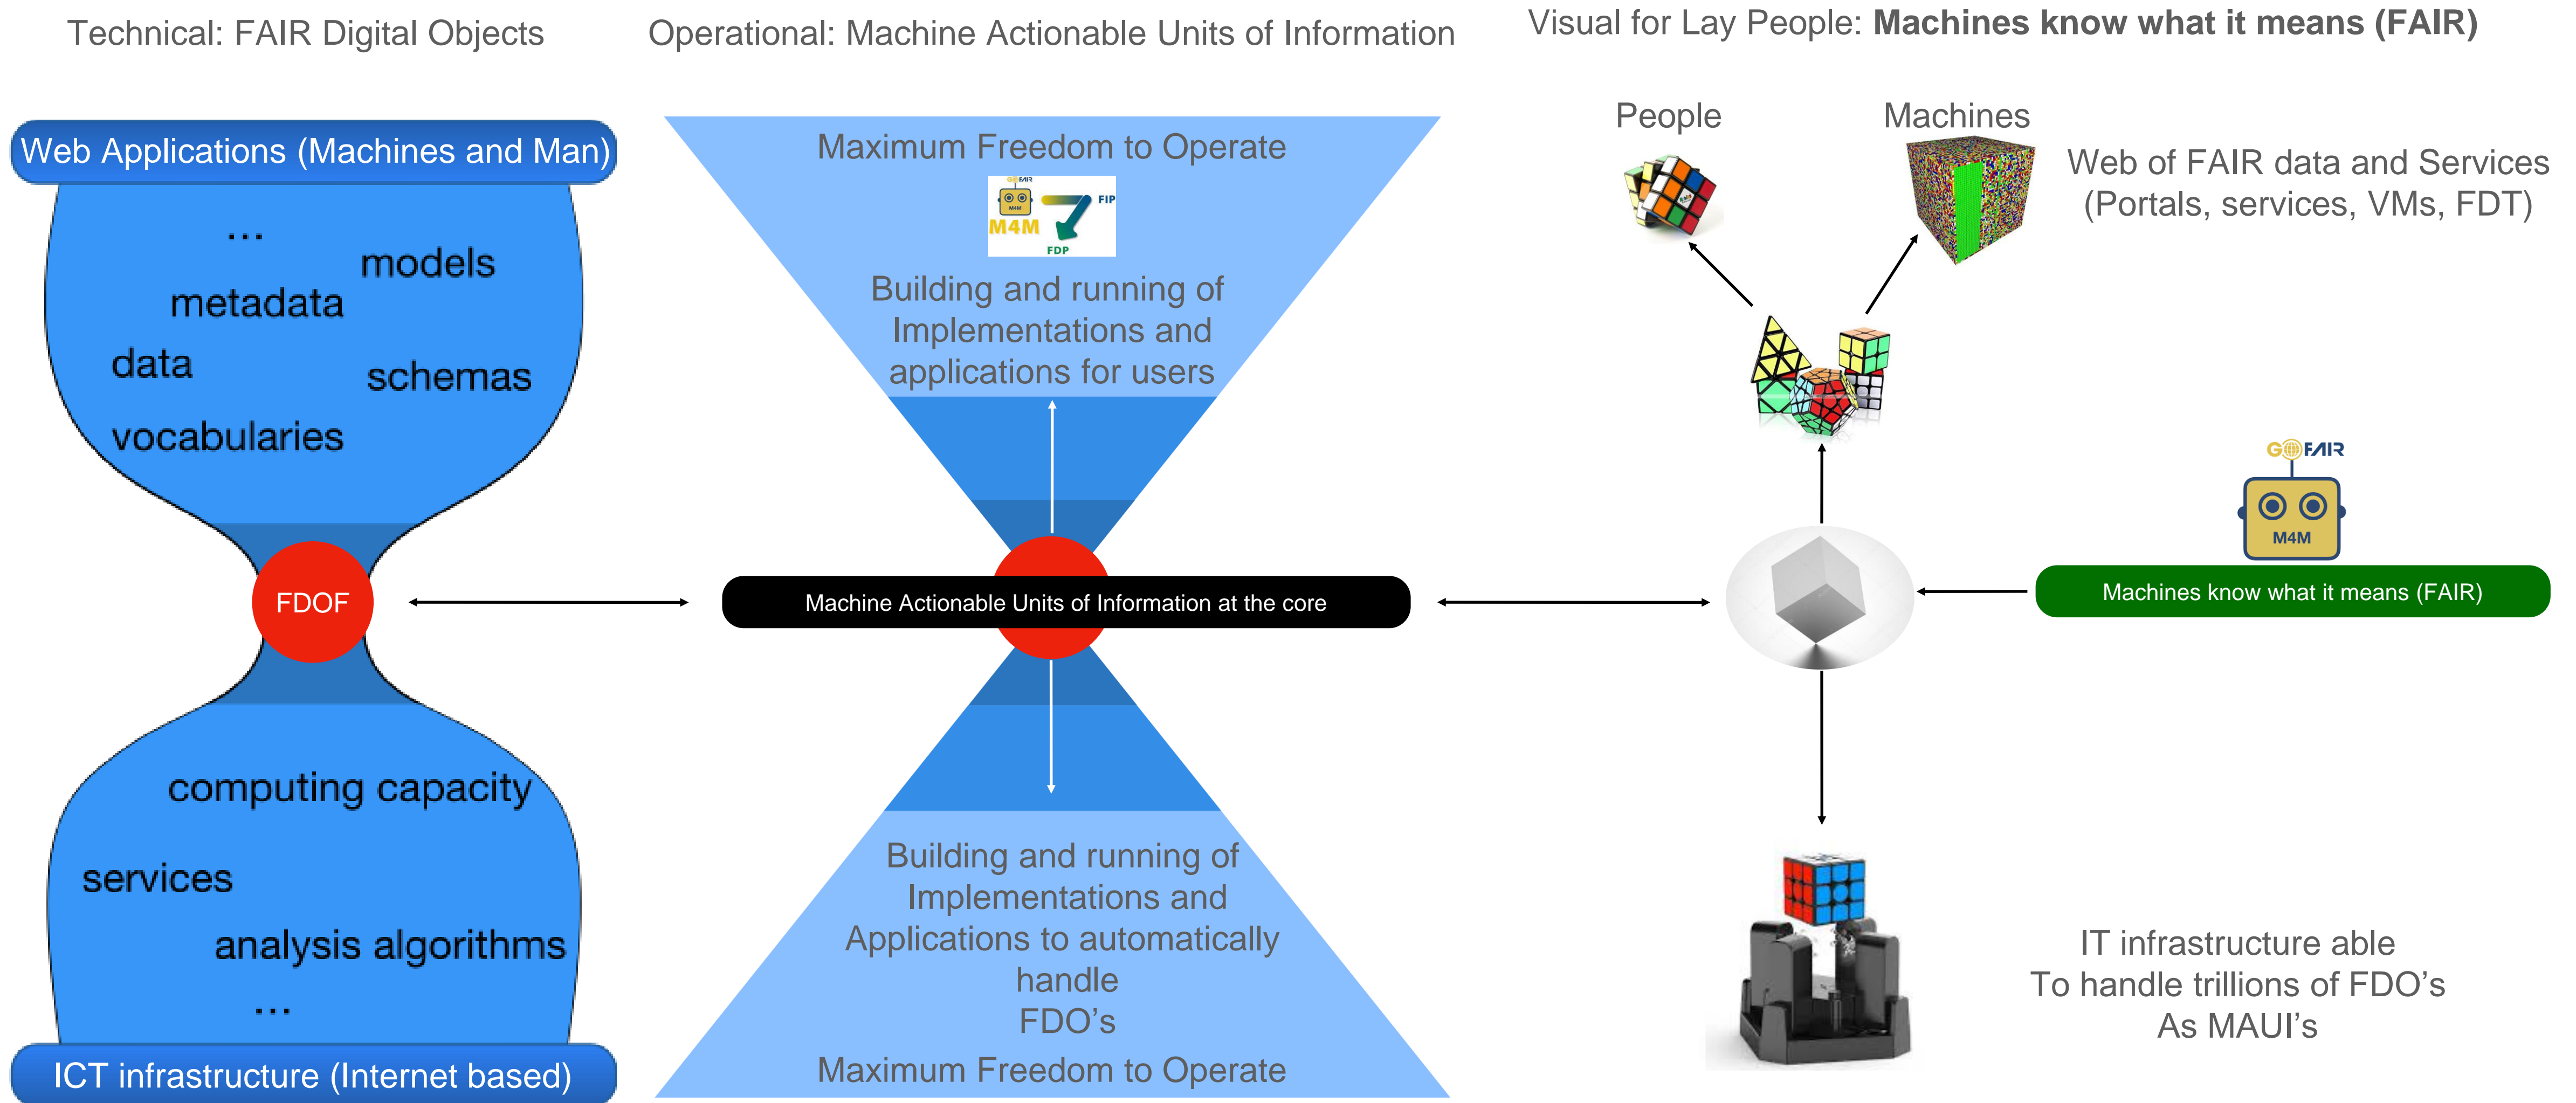 Technical: FAIR Digital Objects
Operational: Machine Actionable Units of Information
Visual for Lay People: Machines know what it means (FAIR)
Web Applications (Machines and Man)
...
models
metadata
data
schemas
vocabularies
FDOF
computing capacity
services
analysis algorithms
...
ICT infrastructure (Internet based)
Maximum Freedom to Operate
GO FAIR
M4M
M4M
FIP
FDP
Building and running of
Implementations and
applications for users
Machine Actionable Units of Information at the core
Building and running of
Implementations and
Applications to automatically
handle
FDO’s
Maximum Freedom to Operate
People
Machines
Web of FAIR data and Services
(Portals, services, VMs, FDT)
GO FAIR
M4M
Machines know what it means (FAIR)
IT infrastructure able
To handle trillions of FDO’s
As MAUI’s